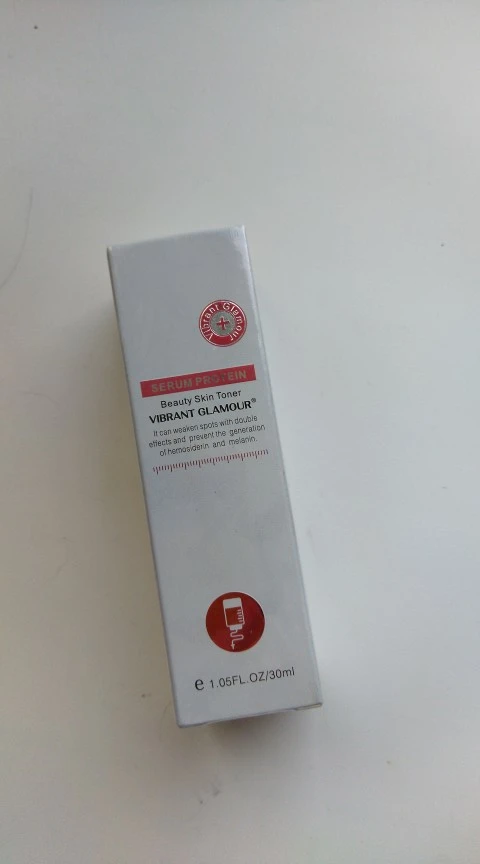 Vibrant Glamour
SERUM PROTEIN
Beauty Skin Toner
VIBRANT GLAMOUR®
It can weaken spots with double
effects and prevent the generation
of hemosiderin and melanin.
e 1.05FL.OZ/30ml